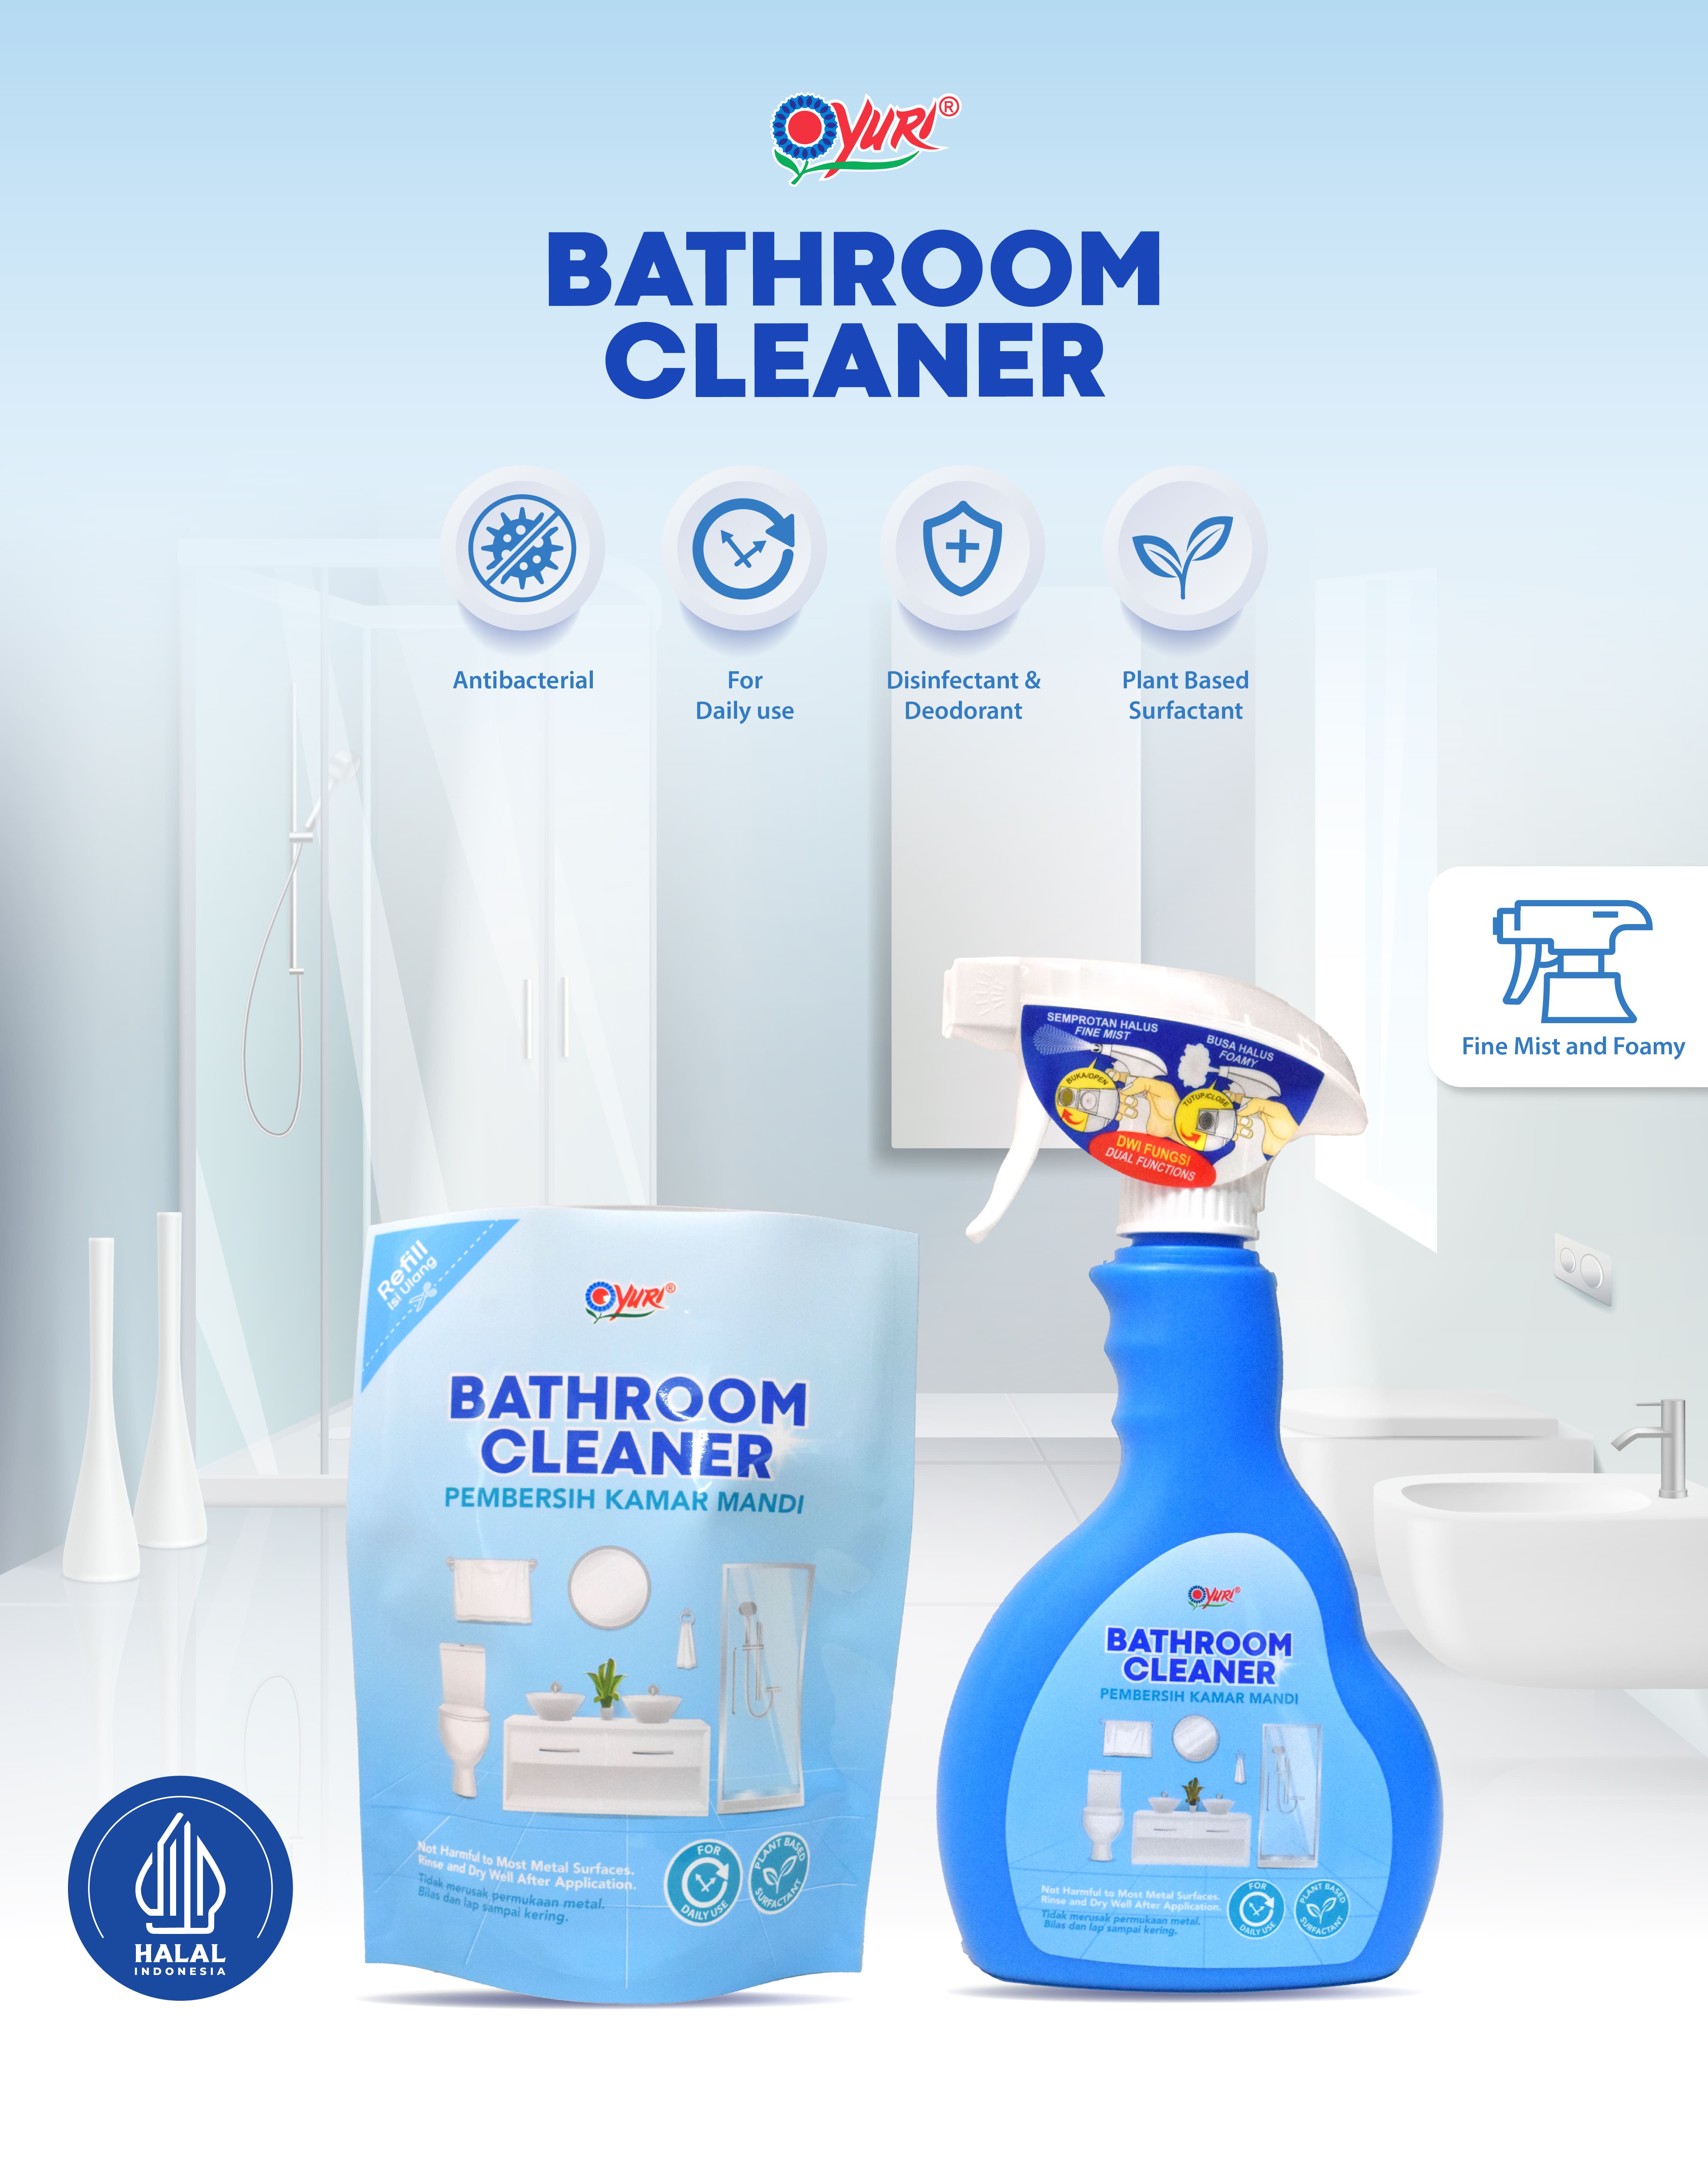 YURI®
BATHROOM
CLEANER
Antibacterial
For
Daily use
Disinfectant &
Deodorant
Plant Based
Surfactant
Fine Mist and Foamy
SEMPROTAN HALUS
FINE MIST
BUSA HALUS
FOAMY
BUKA/OPEN
TUTUP/CLOSE
DWI FUNGSI
DUAL FUNCTIONS
Refill
Isi Ulang
YURI®
BATHROOM
CLEANER
PEMBERSIH KAMAR MANDI
Not Harmful to Most Metal Surfaces.
Rinse and Dry Well After Application.
Tidak merusak permukaan metal.
Bilas dan lap sampai kering.
FOR
DAILY USE
PLANT BASED
SURFACTANT
YURI®
BATHROOM
CLEANER
PEMBERSIH KAMAR MANDI
Not Harmful to Most Metal Surfaces.
Rinse and Dry Well After Application.
Tidak merusak permukaan metal.
Bilas dan lap sampai kering.
FOR
DAILY USE
PLANT BASED
SURFACTANT
HALAL
INDONESIA